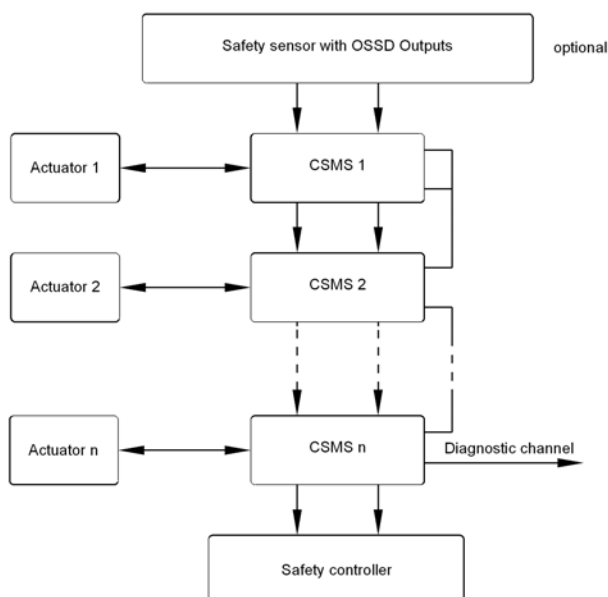 Safety sensor with OSSD Outputs
optional
Actuator 1
CSMS 1
Actuator 2
CSMS 2
Actuator n
CSMS n
Diagnostic channel
Safety controller